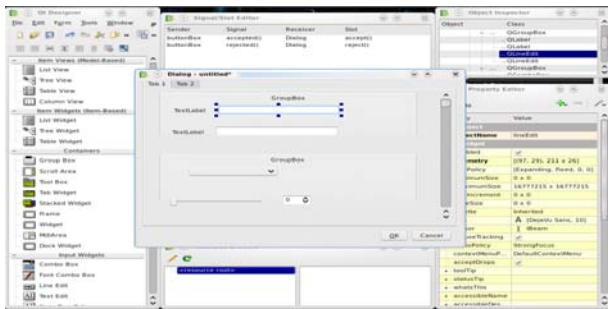 Qt Designer
File Edit Form Tools Window
Item Views (Model-Based)
List View
Tree View
Table View
Column View
Item Widgets (Item-Based)
List Widget
Tree Widget
Table Widget
Containers
Group Box
Scroll Area
Tool Box
Tab Widget
Stacked Widget
Frame
Widget
MdiArea
Dock Widget
Input Widgets
Combo Box
Font Combo Box
Line Edit
Text Edit
Signal/Slot Editor
Sender Signal Receiver Slot
buttonBox accepted() Dialog accept()
buttonBox rejected() Dialog reject()
Dialog - untitled*
Tab 1 Tab 2
GroupBox
TextLabel
TextLabel
GroupBox
0
OK Cancel
<resource root>
Object Inspector
Object Class
QGroupBox
QLabel
QLineEdit
QLabel
QLineEdit
QGroupBox
Property Editor
Value
lineEdit
[(97, 29), 211 x 26]
[Expanding, Fixed, 0, 0]
0 x 0
16777215 x 16777215
0 x 0
0 x 0
Inherited
A [DejaVu Sans, 10]
IBeam
StrongFocus
contextMenuP... DefaultContextMenu
acceptDrops
toolTip
statusTip
whatsThis
accessibleName